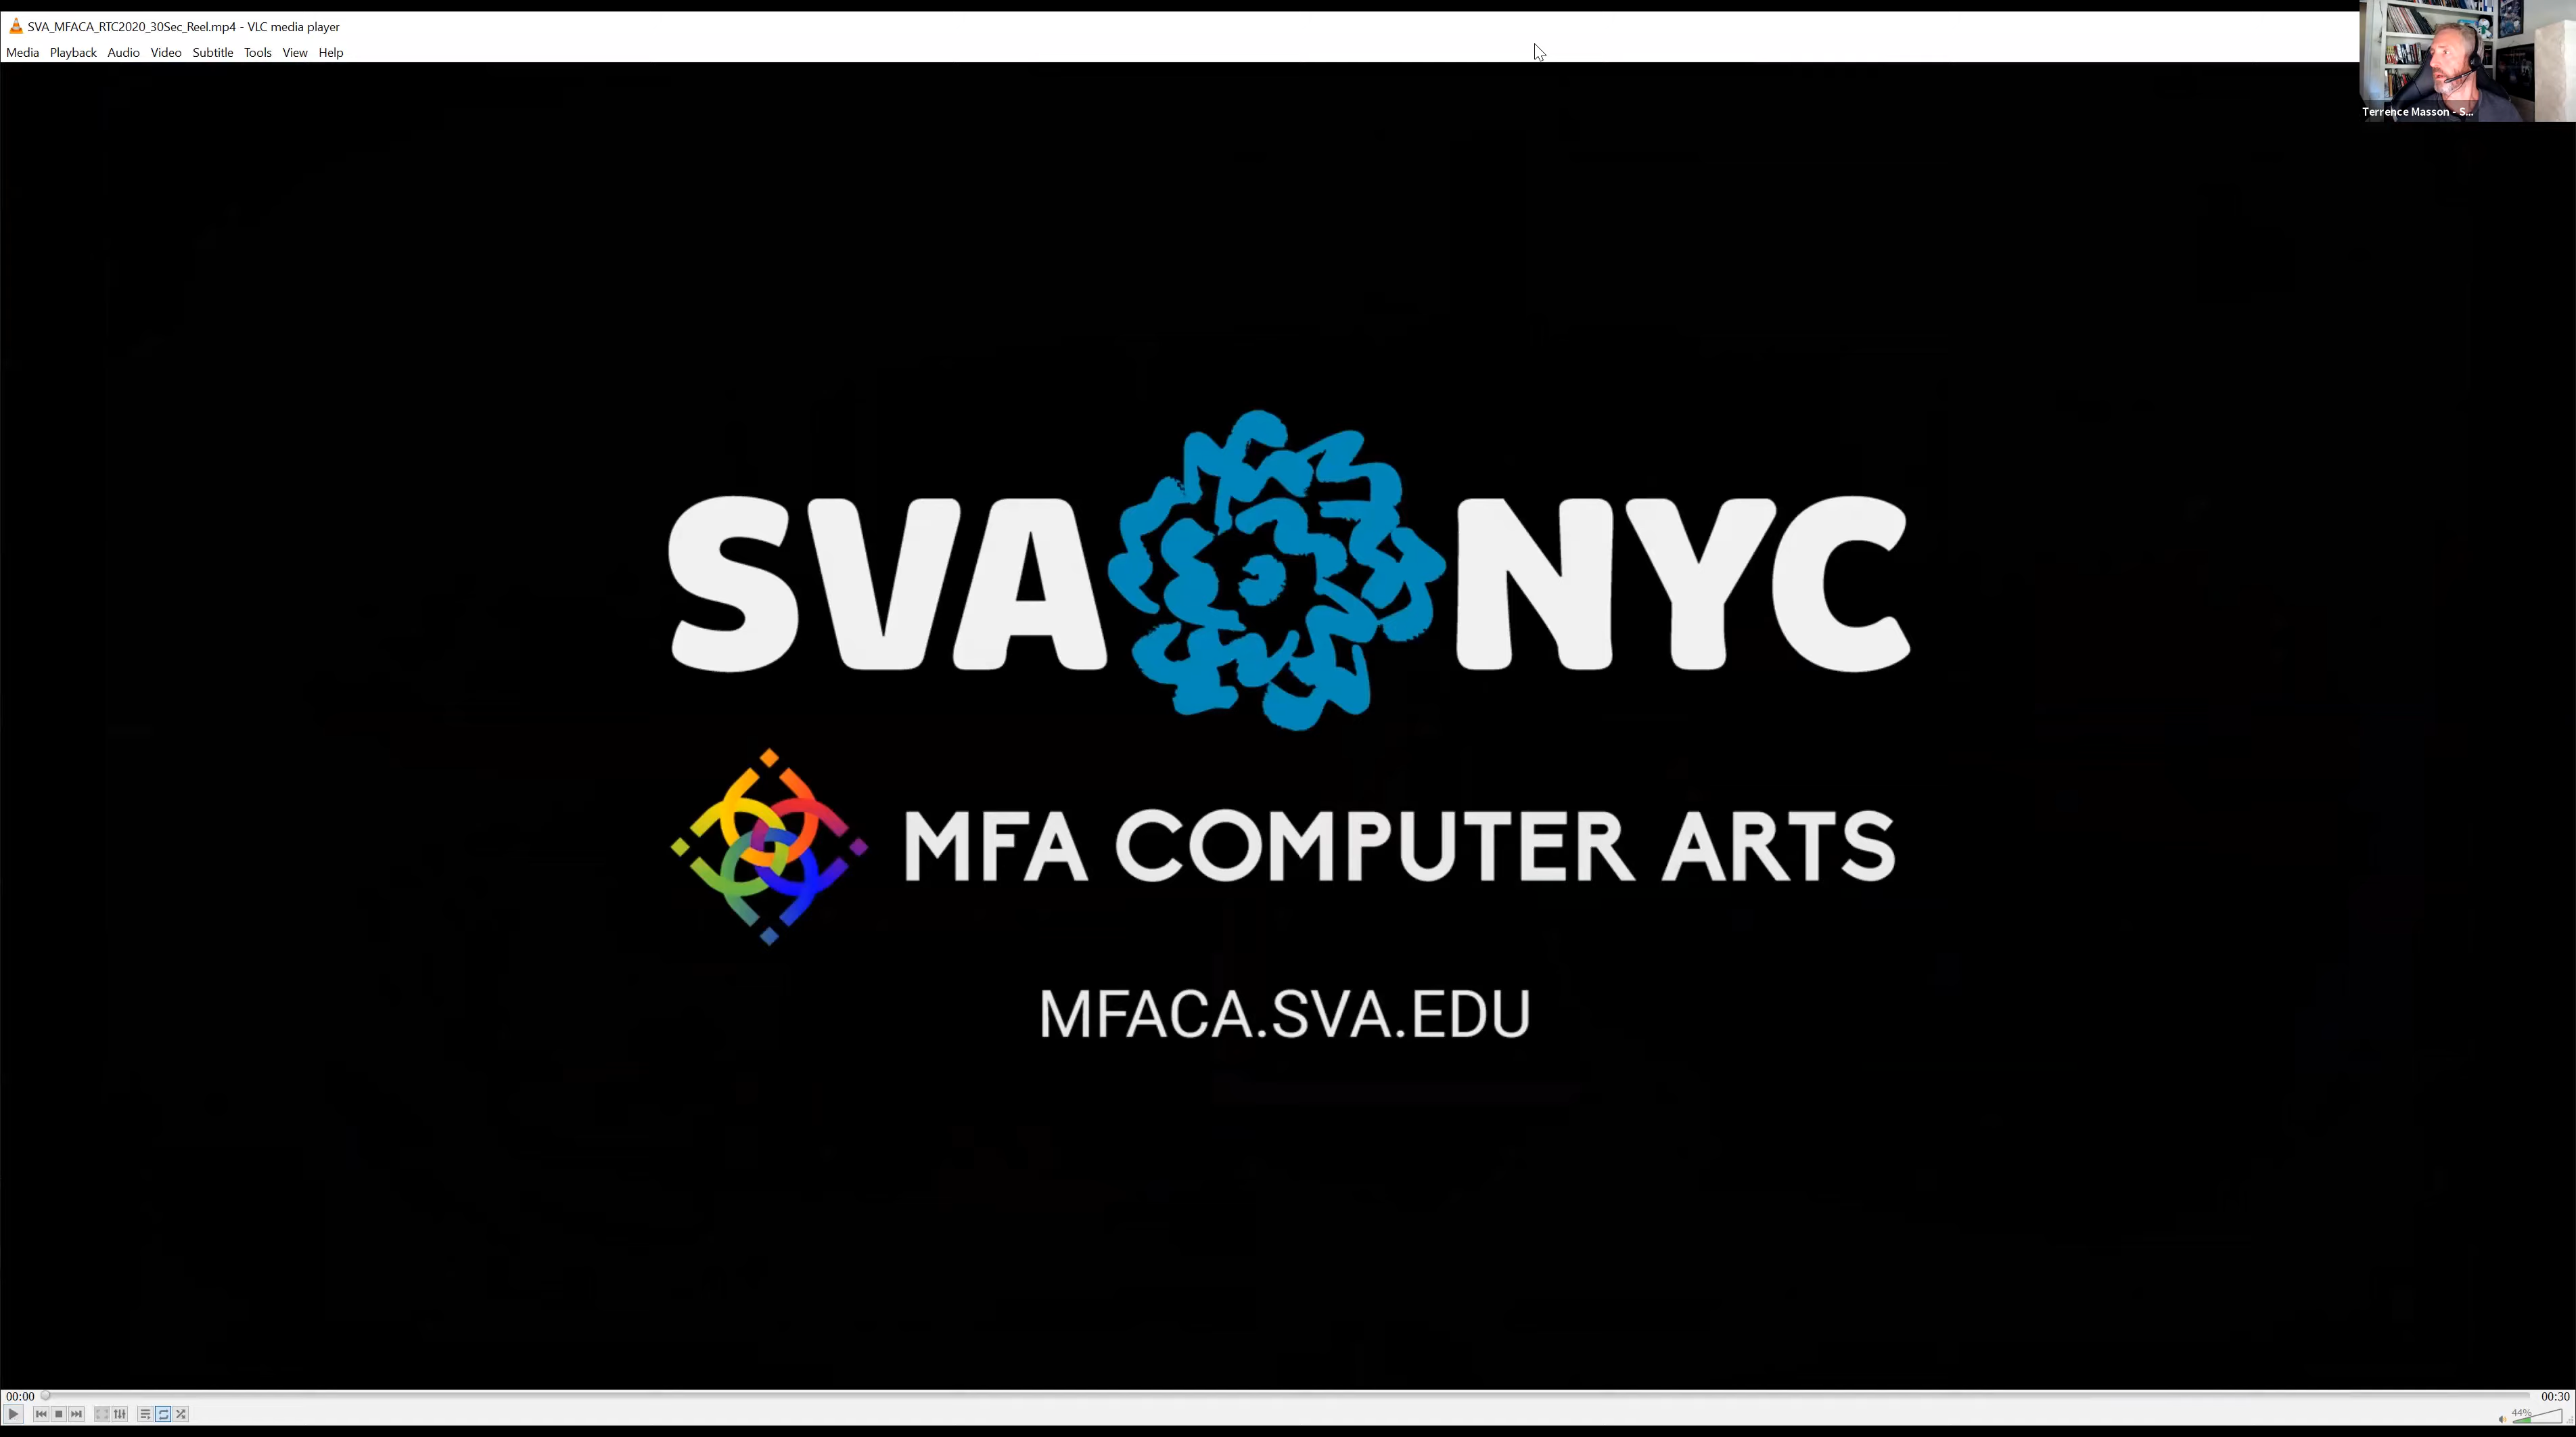 SVA_MFACA_RTC2020_30Sec_Reel.mp4 - VLC media player
Media Playback Audio Video Subtitle Tools View Help
Terrence Masson - S...
SVA NYC
MFA COMPUTER ARTS
MFACA.SVA.EDU
00:00 00:30
44%